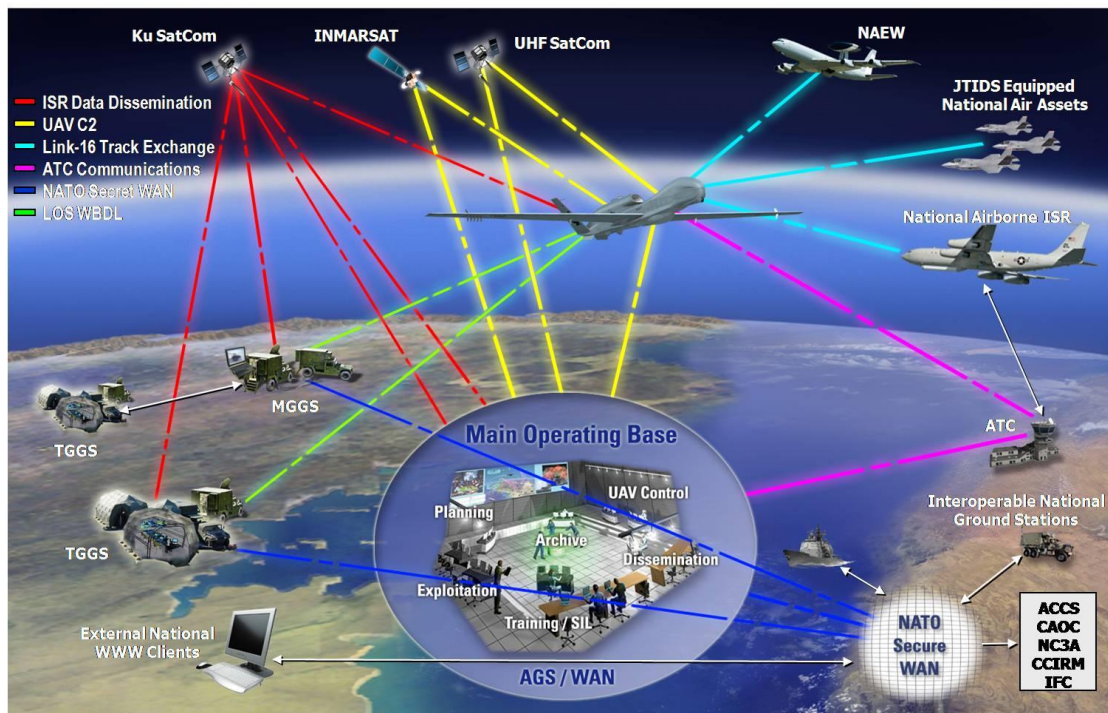 Ku SatCom
INMARSAT
UHF SatCom
NAEW
JTIDS Equipped
National Air Assets
ISR Data Dissemination
UAV C2
Link-16 Track Exchange
ATC Communications
NATO Secret WAN
LOS WBDL
National Airborne ISR
MGGS
TGGS
ATC
Main Operating Base
UAV Control
Planning
Archive
Dissemination
Exploitation
Training / SIL
AGS / WAN
TGGS
Interoperable National
Ground Stations
External National
WWW Clients
NATO
Secure
WAN
ACCS
CAOC
NC3A
CCIRM
IFC